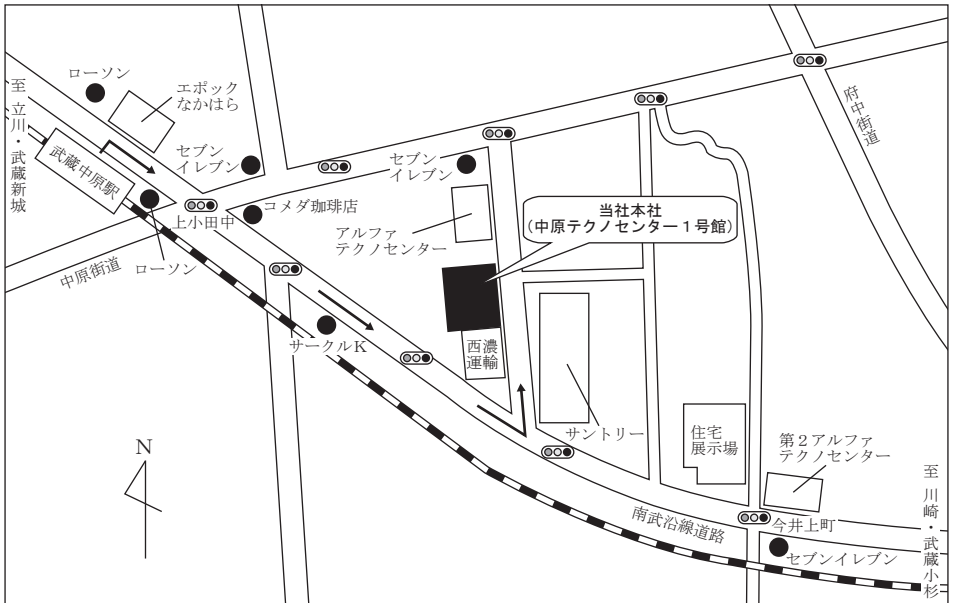 ローソン
エポック
なかはら
至 立川・武蔵新城
武蔵中原駅
セブン
イレブン
セブン
イレブン
府中街道
コメダ珈琲店
上小田中
アルファ
テクノセンター
当社本社
（中原テクノセンター１号館）
中原街道
ローソン
サークルＫ
西濃
運輸
サントリー
住宅
展示場
第２アルファ
テクノセンター
N
南武沿線道路
今井上町
セブンイレブン
至 川崎・武蔵小杉